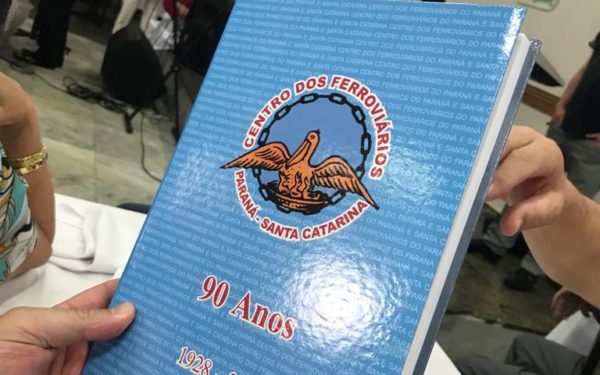 CENTRO DOS FERROVIÁRIOS
PARANÁ - SANTA CATARINA
90 Anos
1928 -